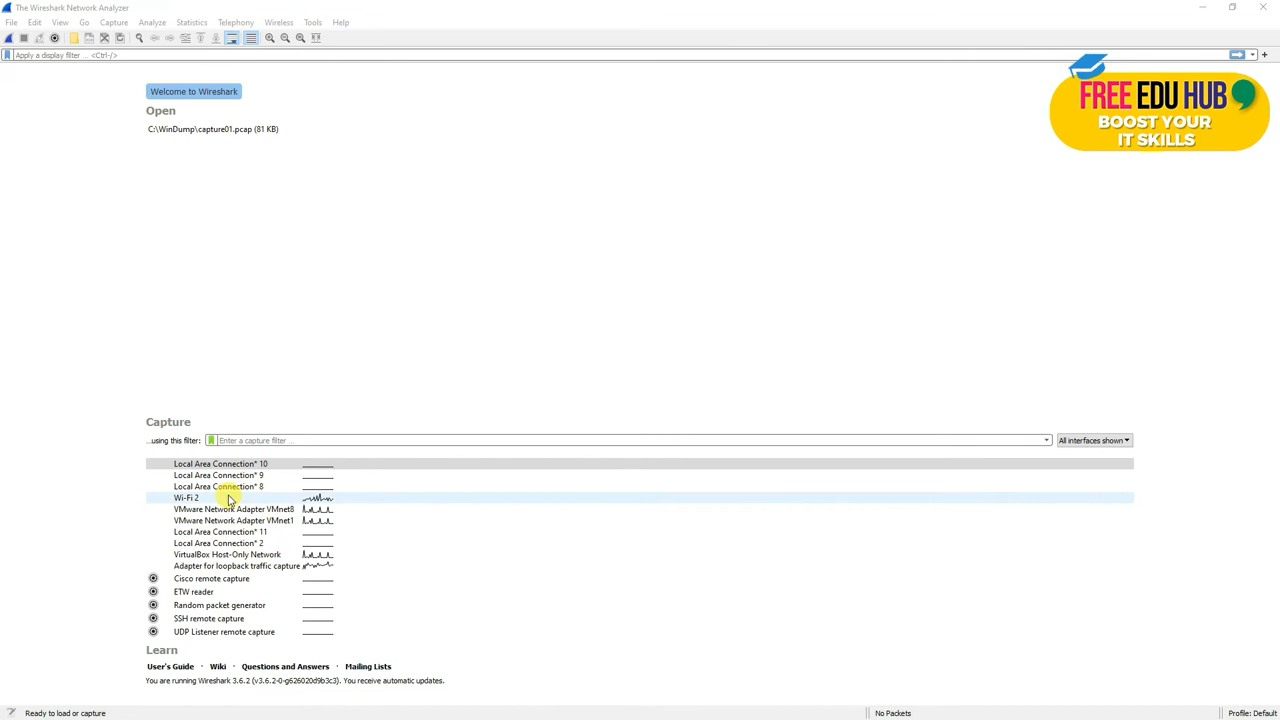 The Wireshark Network Analyzer
File Edit View Go Capture Analyze Statistics Telephony Wireless Tools Help
Apply a display filter ... <Ctrl-/>
FREE EDU HUB
BOOST YOUR
IT SKILLS
Welcome to Wireshark
Open
C:\WinDump\capture01.pcap (81 KB)
Capture
...using this filter: Enter a capture filter ... All interfaces shown
Local Area Connection* 10
Local Area Connection* 9
Local Area Connection* 8
Wi-Fi 2
VMware Network Adapter VMnet8
VMware Network Adapter VMnet1
Local Area Connection* 11
Local Area Connection* 2
VirtualBox Host-Only Network
Adapter for loopback traffic capture
Cisco remote capture
ETW reader
Random packet generator
SSH remote capture
UDP Listener remote capture
Learn
User's Guide · Wiki · Questions and Answers · Mailing Lists
You are running Wireshark 3.6.2 (v3.6.2-0-g626020d9b3c3). You receive automatic updates.
Ready to load or capture No Packets Profile: Default